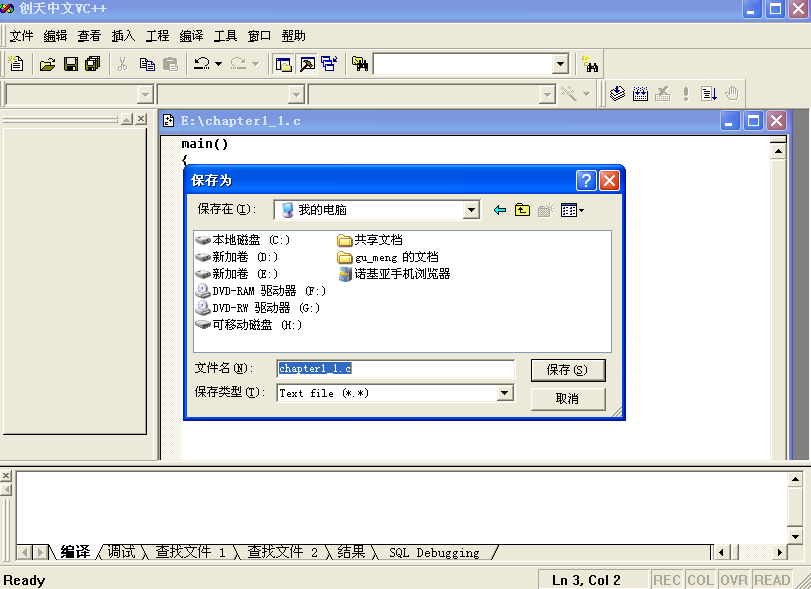 创天中文VC++
文件 编辑 查看 插入 工程 编译 工具 窗口 帮助
E:\chapter1_1.c
main()
{
保存为
保存在(I): 我的电脑
本地磁盘 (C:)
新加卷 (D:)
新加卷 (E:)
DVD-RAM 驱动器 (F:)
DVD-RW 驱动器 (G:)
可移动磁盘 (H:)
共享文档
gu_meng 的文档
诺基亚手机浏览器
文件名(N): chapter1_1.c 保存(S)
保存类型(T): Text file (*.*) 取消
编译 调试 查找文件 1 查找文件 2 结果 SQL Debugging
Ready Ln 3, Col 2 REC COL OVR READ